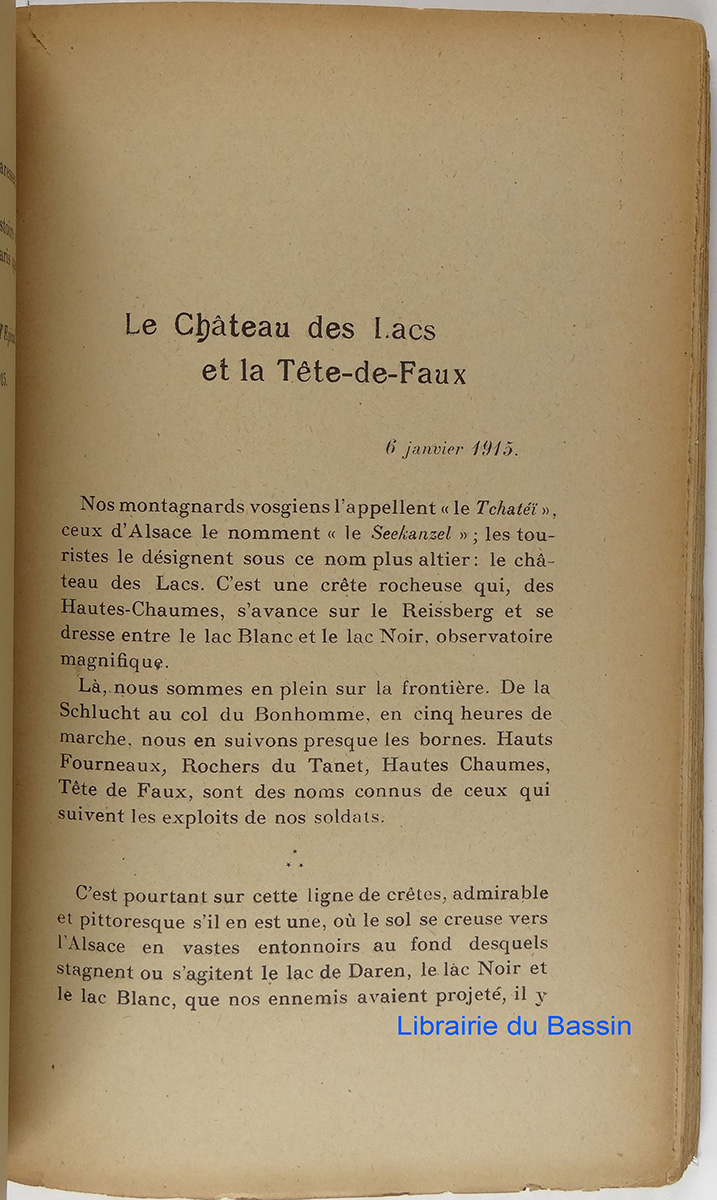 Le Château des Lacs
et la Tête-de-Faux
6 janvier 1915.
Nos montagnards vosgiens l'appellent « le Tchatéï »,
ceux d'Alsace le nomment « le Seekanzel » ; les tou-
ristes le désignent sous ce nom plus altier : le châ-
teau des Lacs. C'est une crête rocheuse qui, des
Hautes-Chaumes, s'avance sur le Reissberg et se
dresse entre le lac Blanc et le lac Noir, observatoire
magnifique.
Là, nous sommes en plein sur la frontière. De la
Schlucht au col du Bonhomme, en cinq heures de
marche, nous en suivons presque les bornes. Hauts
Fourneaux, Rochers du Tanet, Hautes Chaumes,
Tête de Faux, sont des noms connus de ceux qui
suivent les exploits de nos soldats.
C'est pourtant sur cette ligne de crêtes, admirable
et pittoresque s'il en est une, où le sol se creuse vers
l'Alsace en vastes entonnoirs au fond desquels
stagnent ou s'agitent le lac de Daren, le làc Noir et
le lac Blanc, que nos ennemis avaient projeté, il y
Librairie du Bassin